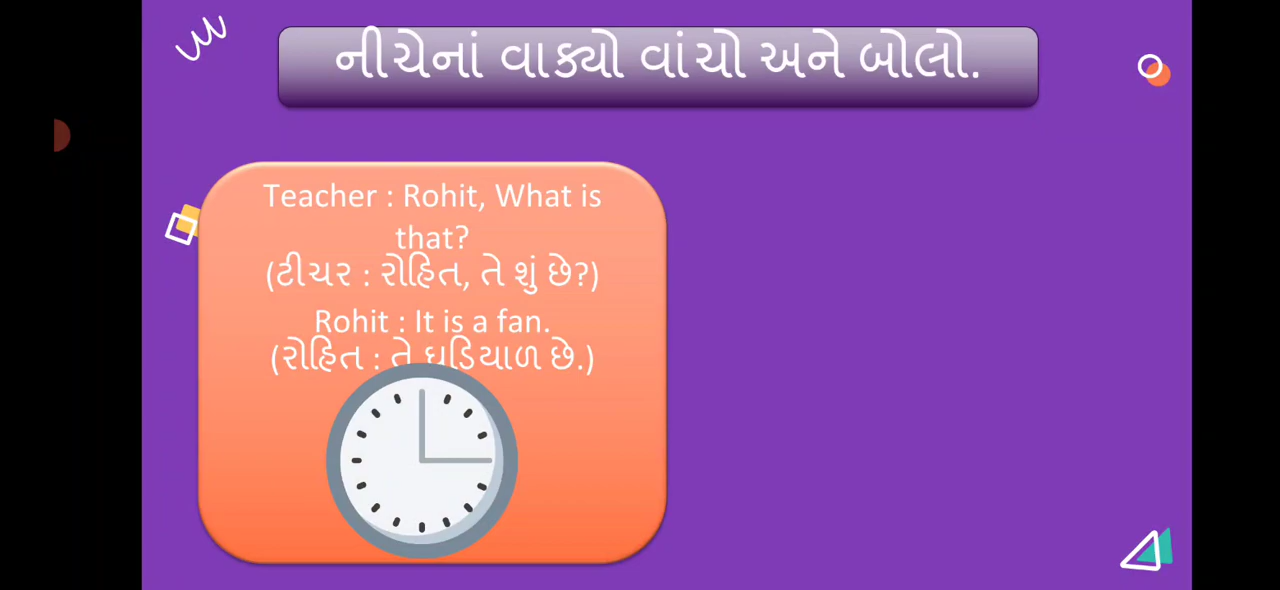 નીચેનાં વાક્યો વાંચો અને બોલો.
Teacher : Rohit, What is
that?
(ટીચર : રોહિત, તે શું છે?)
Rohit : It is a fan.
(રોહિત : તે ઘડિયાળ છે.)